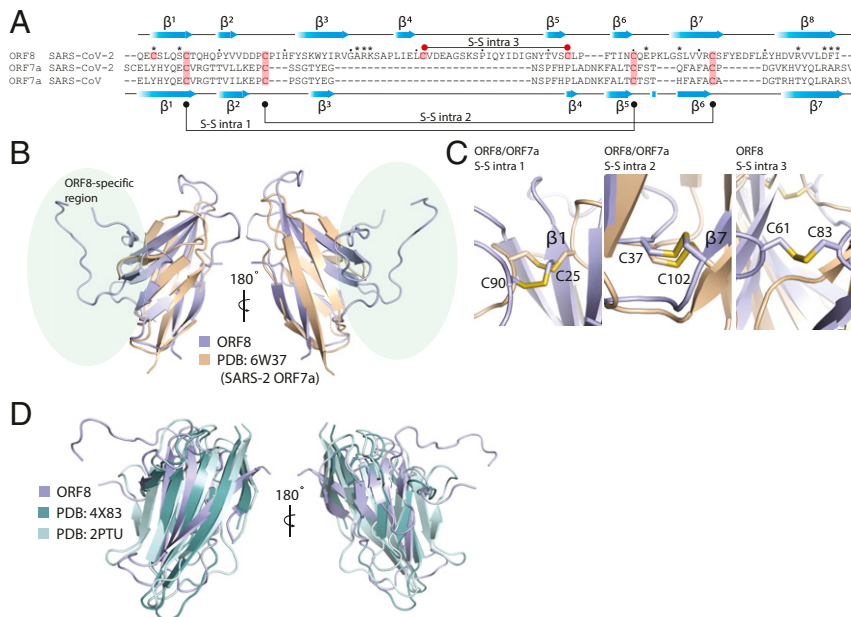 A
β1 β2 β3 β4 β5 β6 β7 β8
S-S intra 3
ORF8 SARS-CoV-2 --QECSLQSCTQHQPYVVDDPCPIHFYSKWYIRVGARKSAPLIELCVDEAGSKSPIQYIDIGNYTVSCLP----FTINCQEPKLGSLVVRCSFYEDFLEYHDVRVVLDFI--
ORF7a SARS-CoV-2
ORF7a SARS-CoV
β1 β2 β3 β4 β5 β6 β7
S-S intra 2
S-S intra 1
B
ORF8-specific
region
180°
ORF8
PDB: 6W37
(SARS-2 ORF7a)
C
ORF8/ORF7a
S-S intra 1
ORF8/ORF7a
S-S intra 2
ORF8
S-S intra 3
β1
C90
C25
C37
β7
C102
C61
C83
D
ORF8
PDB: 4X83
PDB: 2PTU
180°